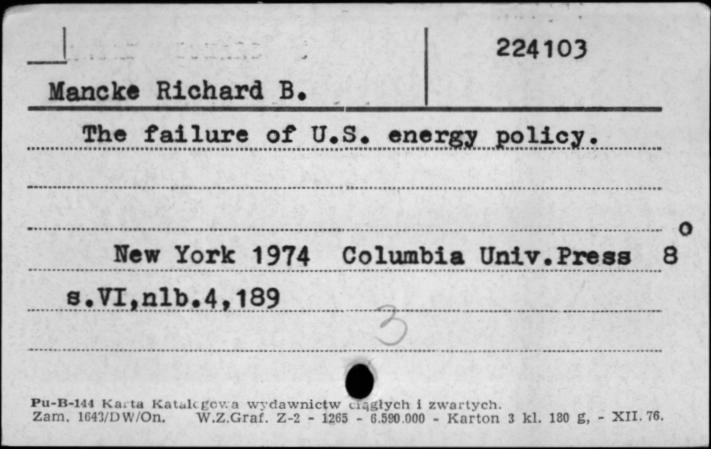 224103
Mancke Richard B.
The failure of U.S. energy policy.
New York 1974 Columbia Univ.Press 8°
s.VI,nlb.4,189
3
Pu-B-144 Karta Katalogowa wydawnictw ciągłych i zwartych.
Zam. 1643/DW/On. W.Z.Graf. Z-2 - 1265 - 6.590.000 - Karton 3 kl. 180 g, - XII. 76.